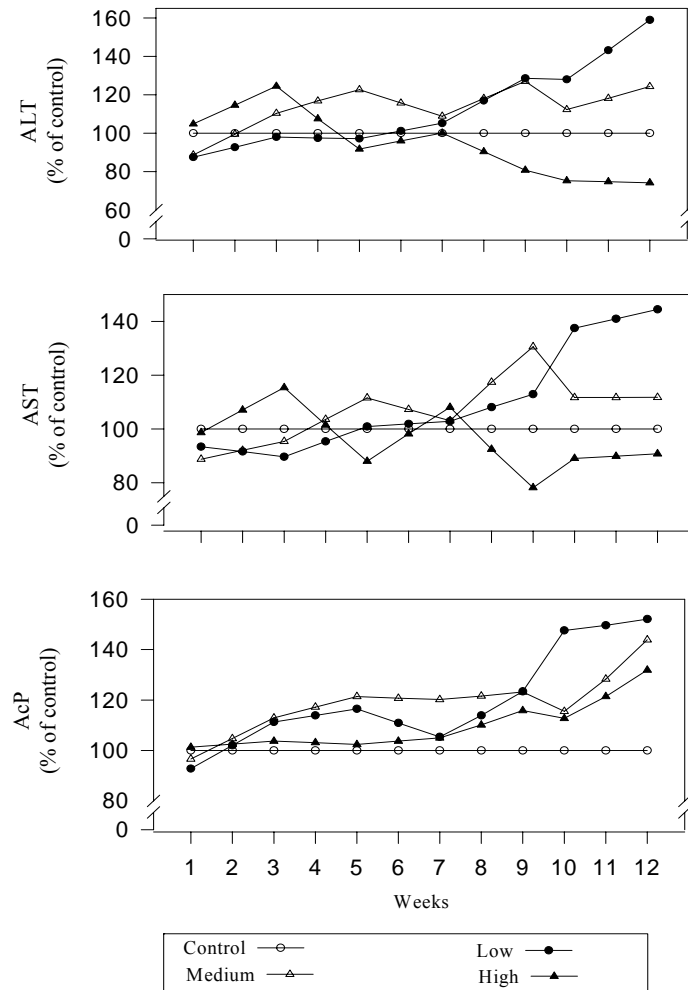 ALT
(% of control)
160
140
120
100
80
60
0
AST
(% of control)
140
120
100
80
0
AcP
(% of control)
160
140
120
100
80
0
1 2 3 4 5 6 7 8 9 10 11 12
Weeks
Control Low
Medium High